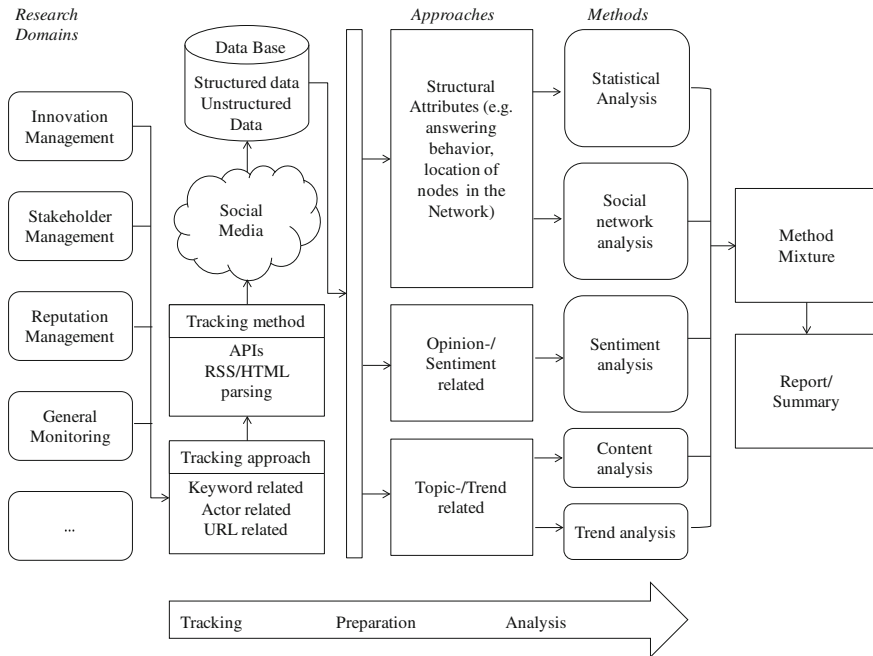 Research
Domains
Innovation
Management
Stakeholder
Management
Reputation
Management
General
Monitoring
...
Data Base
Structured data
Unstructured
Data
Social
Media
Tracking method
APIs
RSS/HTML
parsing
Tracking approach
Keyword related
Actor related
URL related
Approaches
Structural
Attributes (e.g.
answering
behavior,
location of
nodes in the
Network)
Opinion-/
Sentiment
related
Topic-/Trend
related
Methods
Statistical
Analysis
Social
network
analysis
Sentiment
analysis
Content
analysis
Trend analysis
Method
Mixture
Report/
Summary
Tracking Preparation Analysis